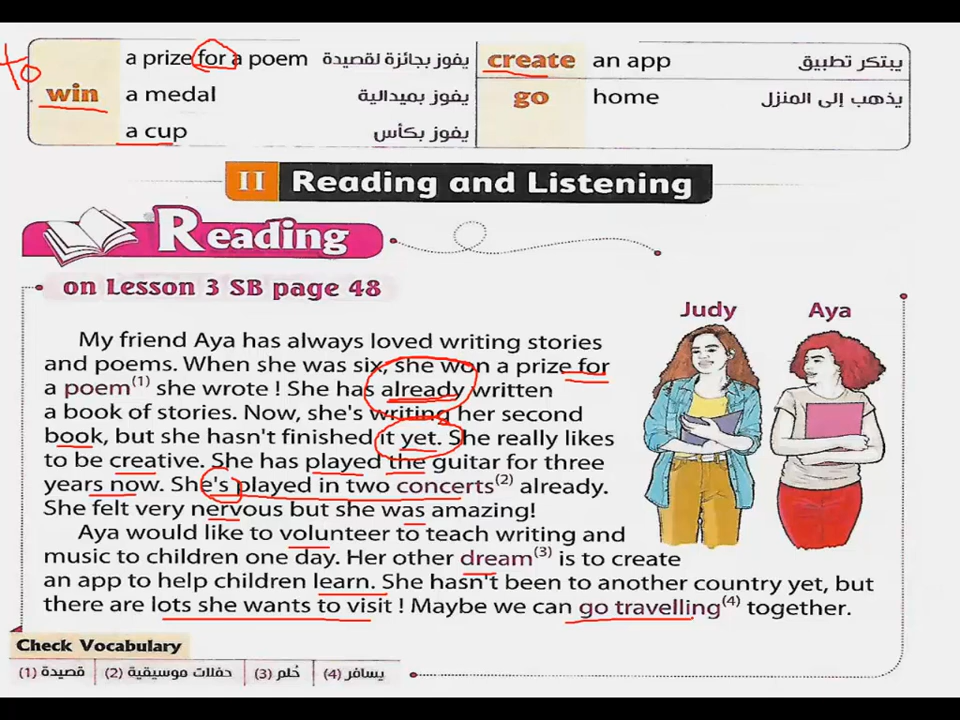 to
win
a prize for a poem
يفوز بجائزة لقصيدة
a medal
يفوز بميدالية
a cup
يفوز بكأس
create an app
يبتكر تطبيق
go home
يذهب إلى المنزل
II Reading and Listening
Reading
on Lesson 3 SB page 48
Judy
Aya
My friend Aya has always loved writing stories
and poems. When she was six, she won a prize for
a poem(1) she wrote ! She has already written
a book of stories. Now, she's writing her second
book, but she hasn't finished it yet. She really likes
to be creative. She has played the guitar for three
years now. She's played in two concerts(2) already.
She felt very nervous but she was amazing!
Aya would like to volunteer to teach writing and
music to children one day. Her other dream(3) is to create
an app to help children learn. She hasn't been to another country yet, but
there are lots she wants to visit ! Maybe we can go travelling(4) together.
Check Vocabulary
(1) قصيدة (2) حفلات موسيقية (3) حُلم (4) يسافر